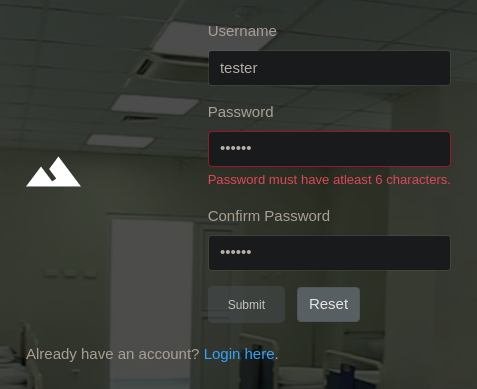 Username
tester
Password
••••••
Password must have atleast 6 characters.
Confirm Password
••••••
Submit
Reset
Already have an account? Login here.